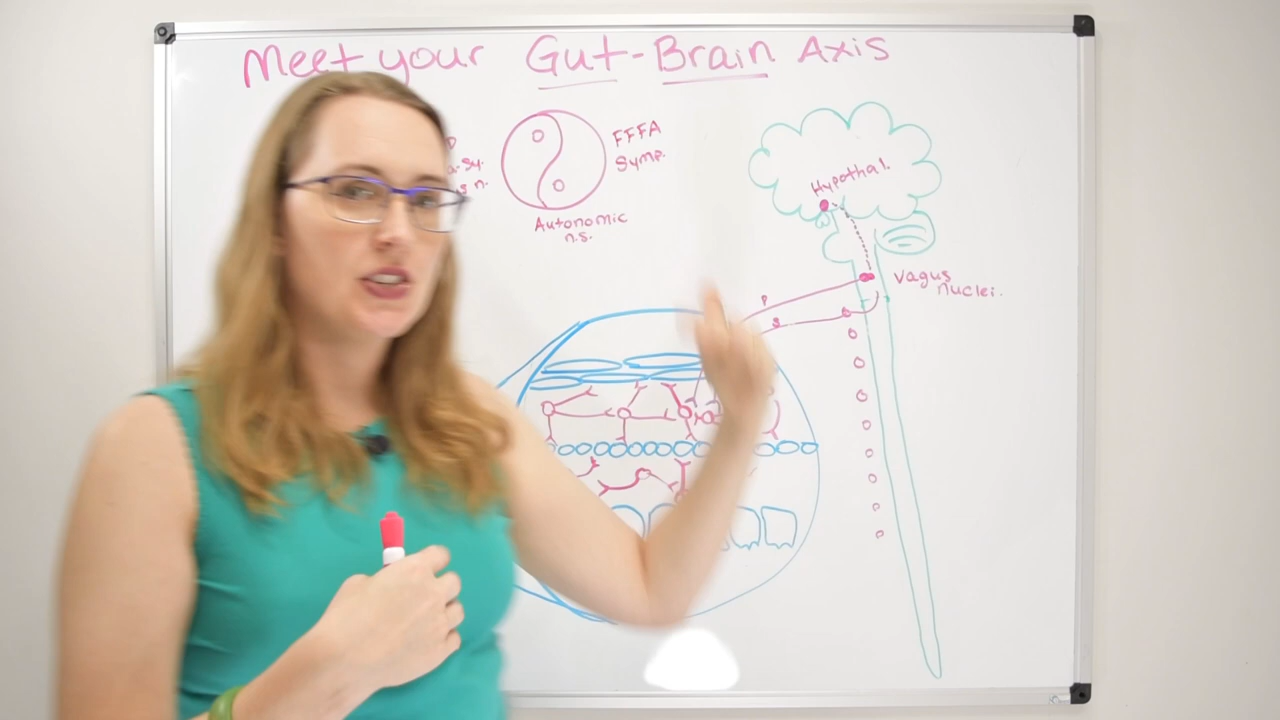 Meet your Gut-Brain Axis
FFFA
Symp.
Autonomic
n.s.
Hypothal.
Vagus
nuclei.
P
S